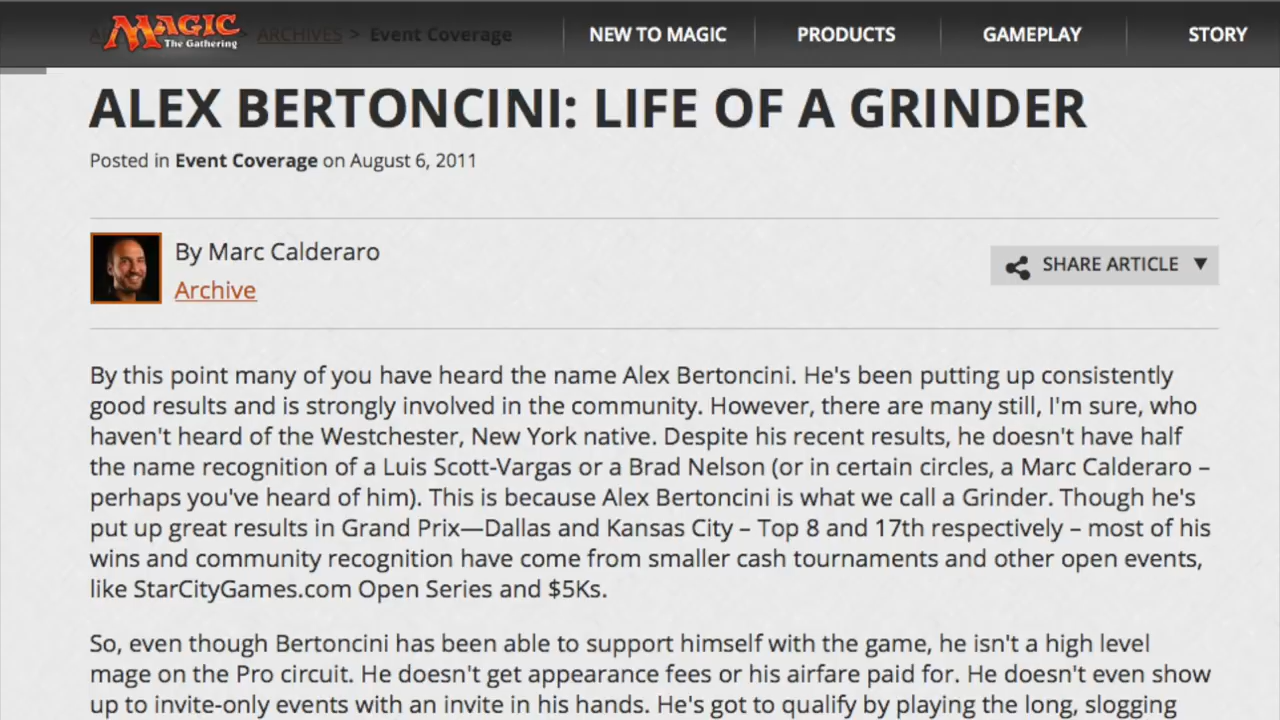 MAGIC
The Gathering
ARCHIVES > Event Coverage
NEW TO MAGIC
PRODUCTS
GAMEPLAY
STORY
ALEX BERTONCINI: LIFE OF A GRINDER
Posted in Event Coverage on August 6, 2011
By Marc Calderaro
Archive
SHARE ARTICLE
By this point many of you have heard the name Alex Bertoncini. He's been putting up consistently
good results and is strongly involved in the community. However, there are many still, I'm sure, who
haven't heard of the Westchester, New York native. Despite his recent results, he doesn't have half
the name recognition of a Luis Scott-Vargas or a Brad Nelson (or in certain circles, a Marc Calderaro –
perhaps you've heard of him). This is because Alex Bertoncini is what we call a Grinder. Though he's
put up great results in Grand Prix—Dallas and Kansas City – Top 8 and 17th respectively – most of his
wins and community recognition have come from smaller cash tournaments and other open events,
like StarCityGames.com Open Series and $5Ks.
So, even though Bertoncini has been able to support himself with the game, he isn't a high level
mage on the Pro circuit. He doesn't get appearance fees or his airfare paid for. He doesn't even show
up to invite-only events with an invite in his hands. He's got to qualify by playing the long, slogging